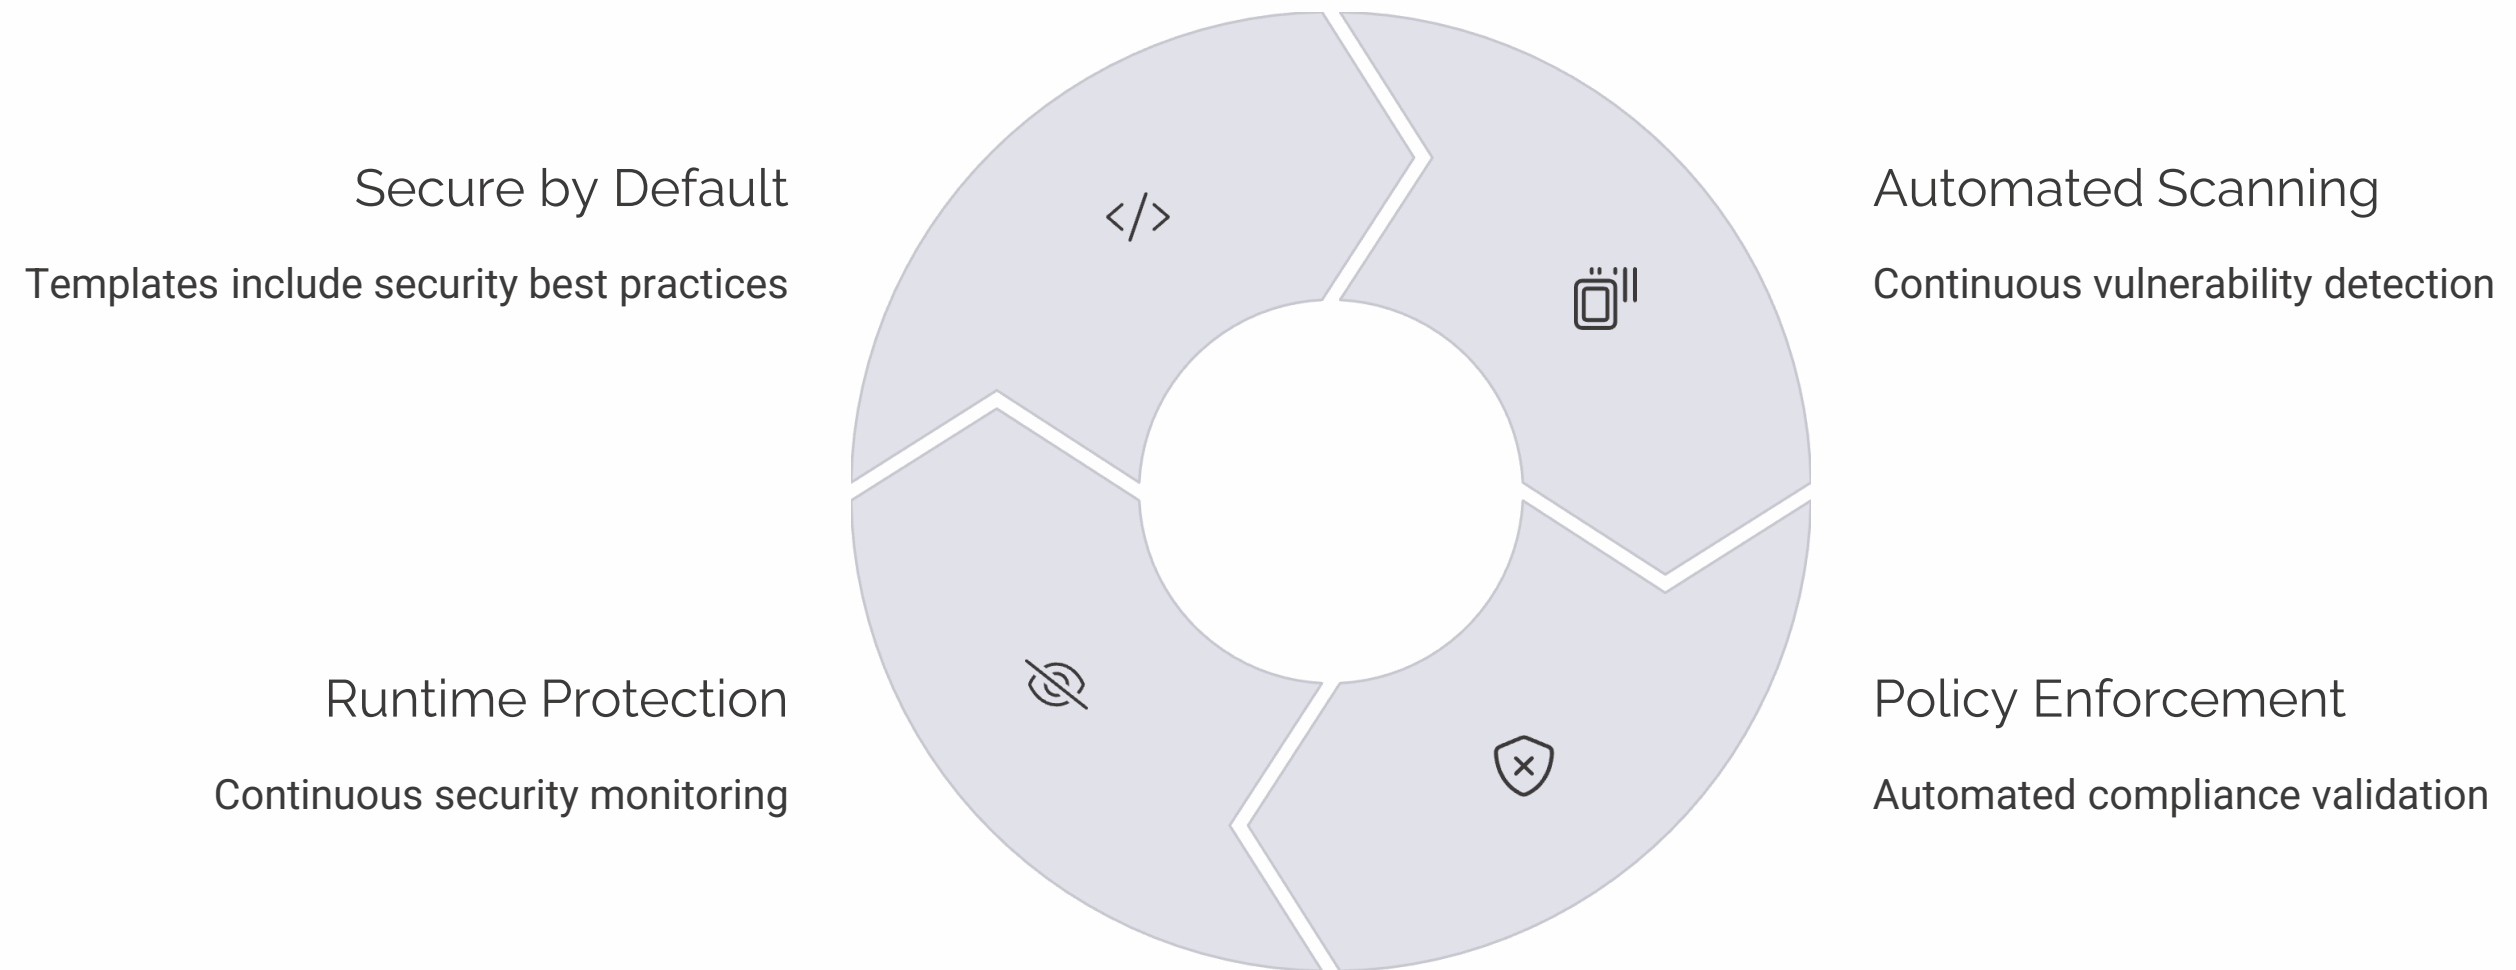 Secure by Default
Templates include security best practices
Automated Scanning
Continuous vulnerability detection
Runtime Protection
Continuous security monitoring
Policy Enforcement
Automated compliance validation